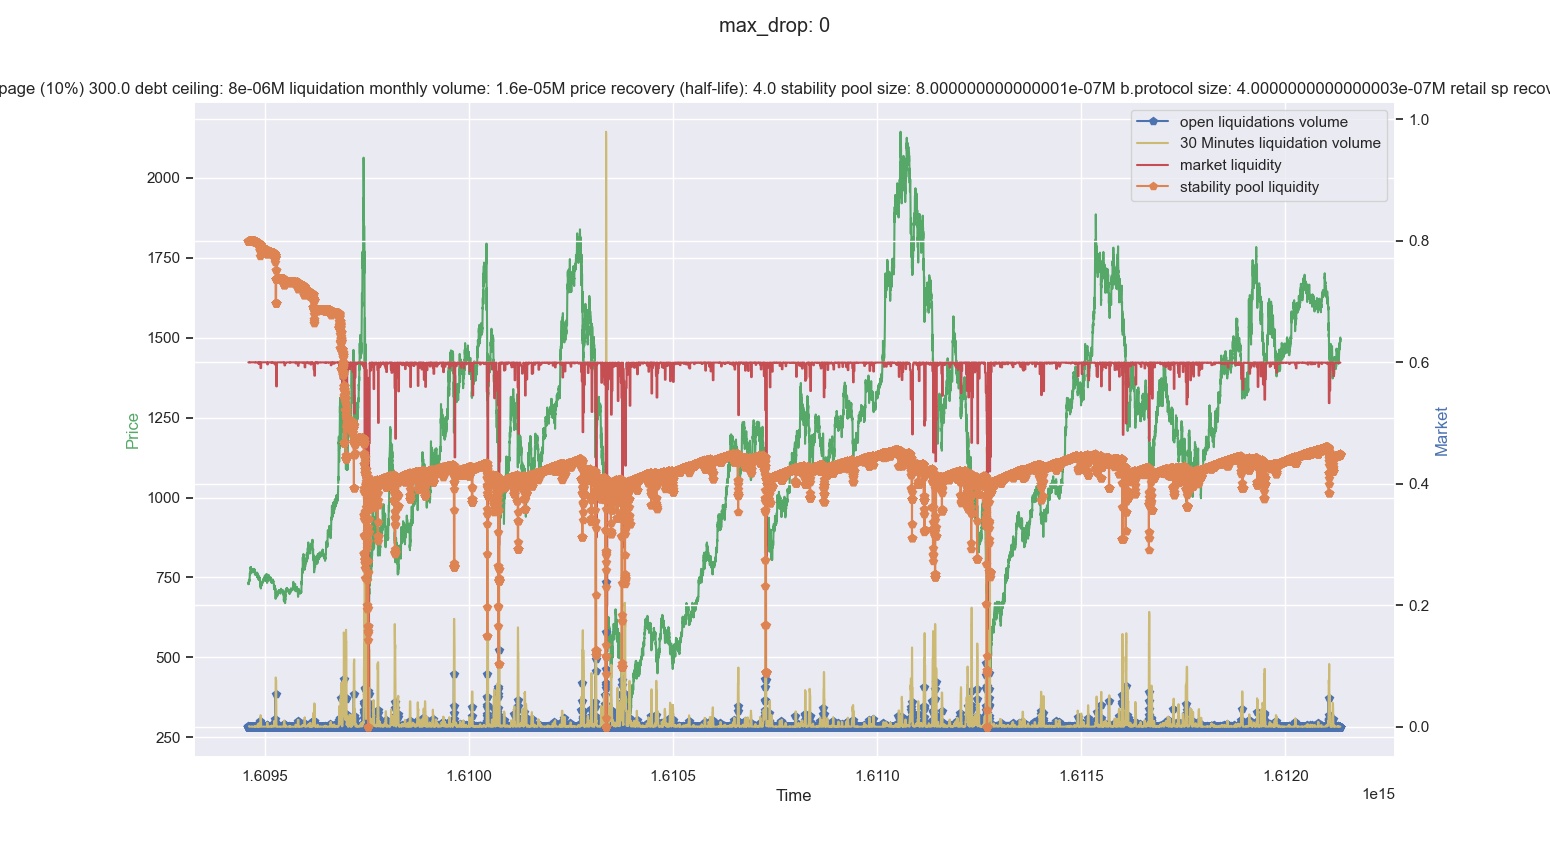 max_drop: 0
page (10%) 300.0 debt ceiling: 8e-06M liquidation monthly volume: 1.6e-05M price recovery (half-life): 4.0 stability pool size: 8.000000000000001e-07M b.protocol size: 4.0000000000000003e-07M retail sp recov
open liquidations volume
30 Minutes liquidation volume
market liquidity
stability pool liquidity
Price
2000
1750
1500
1250
1000
750
500
250
1.0
0.8
0.6
0.4
0.2
0.0
Market
1.6095
1.6100
1.6105
1.6110
1.6115
1.6120
Time
1e15